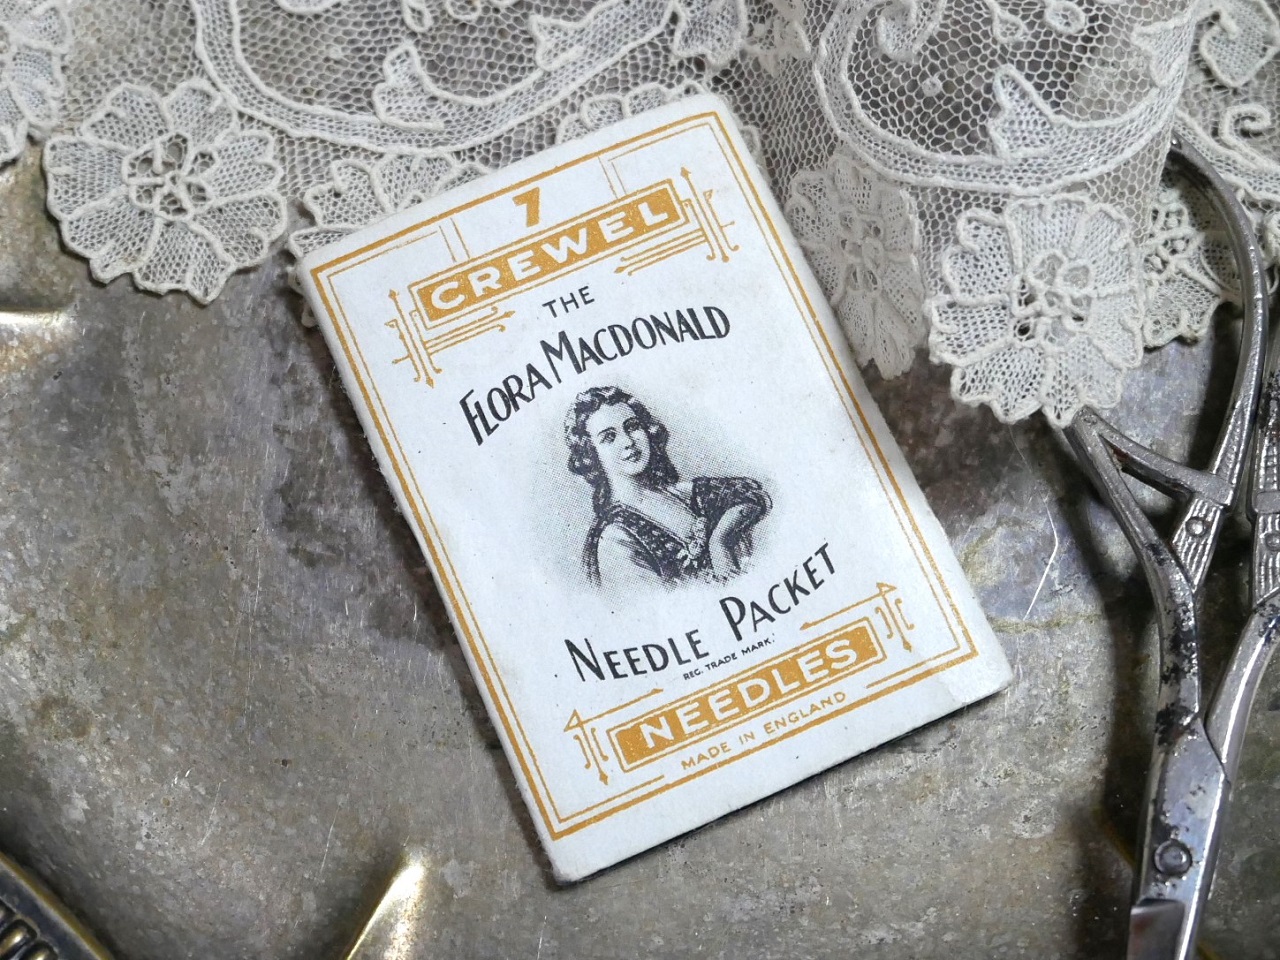 7
CREWEL
THE
FLORA MACDONALD
NEEDLE PACKET
REG. TRADE MARK.
NEEDLES
MADE IN ENGLAND